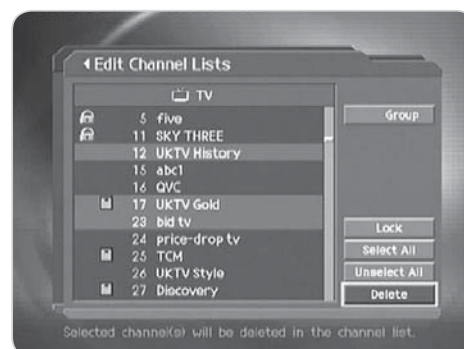 Edit Channel Lists
TV
5 five
11 SKY THREE
12 UKTV History
15 abc1
16 QVC
17 UKTV Gold
23 bid tv
24 price-drop tv
25 TCM
26 UKTV Style
27 Discovery
Group
Lock
Select All
Unselect All
Delete
Selected channel(s) will be deleted in the channel list.